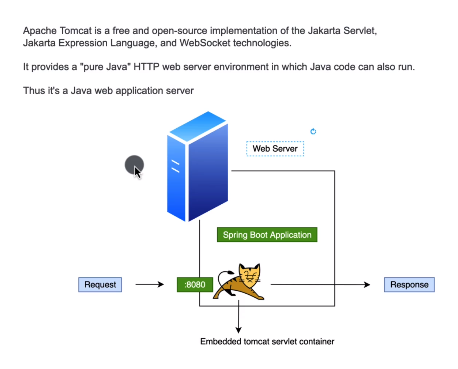 Apache Tomcat is a free and open-source implementation of the Jakarta Servlet,
Jakarta Expression Language, and WebSocket technologies.
It provides a "pure Java" HTTP web server environment in which Java code can also run.
Thus it's a Java web application server
Web Server
Spring Boot Application
Request
:8080
Response
Embedded tomcat servlet container